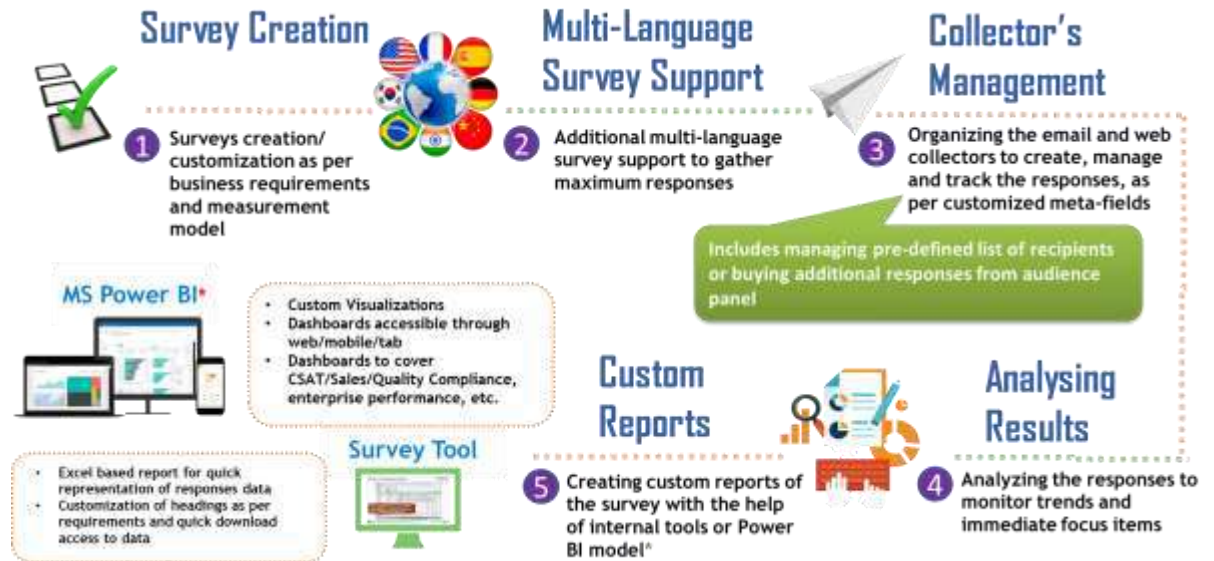 Survey Creation
Multi-Language
Survey Support
Collector's
Management
1
Surveys creation/
customization as per
business requirements
and measurement
model
2
Additional multi-language
survey support to gather
maximum responses
3
Organizing the email and web
collectors to create, manage
and track the responses, as
per customized meta-fields
Includes managing pre-defined list of recipients
or buying additional responses from audience
panel
MS Power BI*
• Custom Visualizations
• Dashboards accessible through
web/mobile/tab
• Dashboards to cover
CSAT/Sales/Quality Compliance,
enterprise performance, etc.
Custom
Reports
Analysing
Results
Survey Tool
• Excel based report for quick
representation of responses data
• Customization of headings as per
requirements and quick download
access to data
5
Creating custom reports of
the survey with the help
of internal tools or Power
BI model*
4
Analyzing the responses to
monitor trends and
immediate focus items